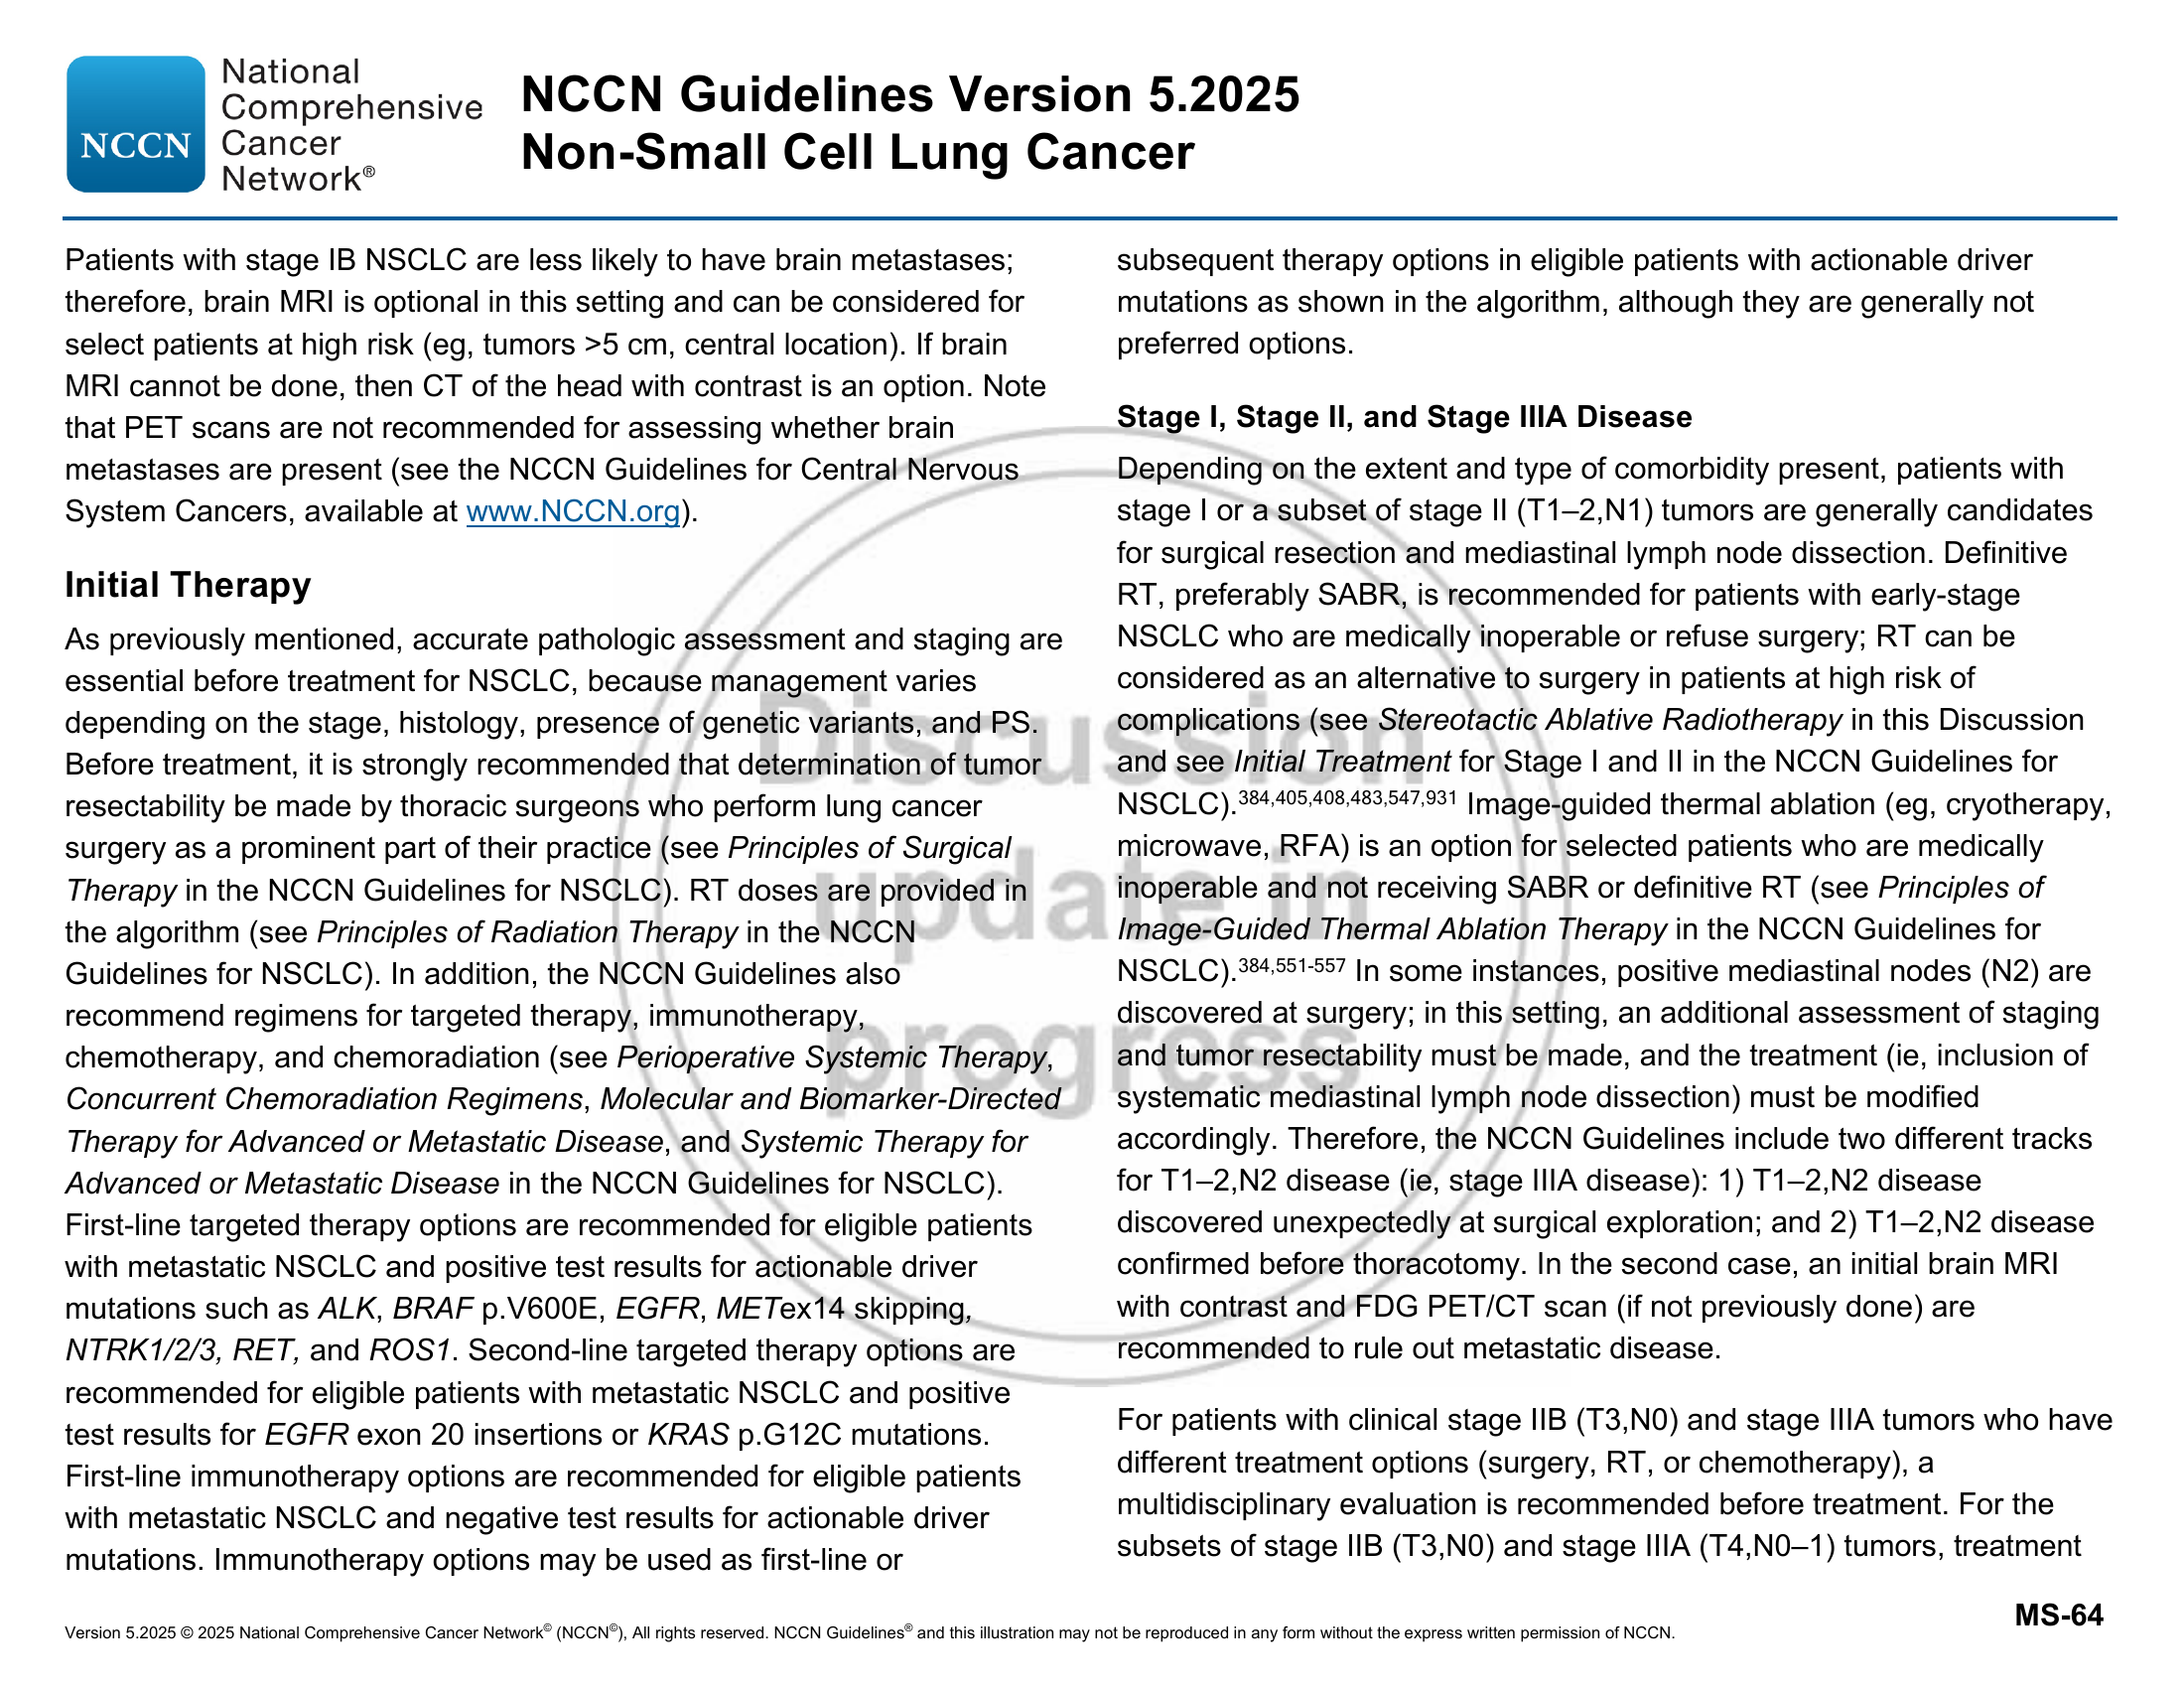 National
Comprehensive
NCCN Cancer
Network®
NCCN Guidelines Version 5.2025
Non-Small Cell Lung Cancer
Patients with stage IB NSCLC are less likely to have brain metastases;
therefore, brain MRI is optional in this setting and can be considered for
select patients at high risk (eg, tumors >5 cm, central location). If brain
MRI cannot be done, then CT of the head with contrast is an option. Note
that PET scans are not recommended for assessing whether brain
metastases are present (see the NCCN Guidelines for Central Nervous
System Cancers, available at www.NCCN.org).
Initial Therapy
As previously mentioned, accurate pathologic assessment and staging are
essential before treatment for NSCLC, because management varies
depending on the stage, histology, presence of genetic variants, and PS.
Before treatment, it is strongly recommended that determination of tumor
resectability be made by thoracic surgeons who perform lung cancer
surgery as a prominent part of their practice (see Principles of Surgical
Therapy in the NCCN Guidelines for NSCLC). RT doses are provided in
the algorithm (see Principles of Radiation Therapy in the NCCN
Guidelines for NSCLC). In addition, the NCCN Guidelines also
recommend regimens for targeted therapy, immunotherapy,
chemotherapy, and chemoradiation (see Perioperative Systemic Therapy,
Concurrent Chemoradiation Regimens, Molecular and Biomarker-Directed
Therapy for Advanced or Metastatic Disease, and Systemic Therapy for
Advanced or Metastatic Disease in the NCCN Guidelines for NSCLC).
First-line targeted therapy options are recommended for eligible patients
with metastatic NSCLC and positive test results for actionable driver
mutations such as ALK, BRAF p.V600E, EGFR, METex14 skipping,
NTRK1/2/3, RET, and ROS1. Second-line targeted therapy options are
recommended for eligible patients with metastatic NSCLC and positive
test results for EGFR exon 20 insertions or KRAS p.G12C mutations.
First-line immunotherapy options are recommended for eligible patients
with metastatic NSCLC and negative test results for actionable driver
mutations. Immunotherapy options may be used as first-line or
subsequent therapy options in eligible patients with actionable driver
mutations as shown in the algorithm, although they are generally not
preferred options.
Stage I, Stage II, and Stage IIIA Disease
Depending on the extent and type of comorbidity present, patients with
stage I or a subset of stage II (T1–2,N1) tumors are generally candidates
for surgical resection and mediastinal lymph node dissection. Definitive
RT, preferably SABR, is recommended for patients with early-stage
NSCLC who are medically inoperable or refuse surgery; RT can be
considered as an alternative to surgery in patients at high risk of
complications (see Stereotactic Ablative Radiotherapy in this Discussion
and see Initial Treatment for Stage I and II in the NCCN Guidelines for
NSCLC).384,405,408,483,547,931 Image-guided thermal ablation (eg, cryotherapy,
microwave, RFA) is an option for selected patients who are medically
inoperable and not receiving SABR or definitive RT (see Principles of
Image-Guided Thermal Ablation Therapy in the NCCN Guidelines for
NSCLC).384,551-557 In some instances, positive mediastinal nodes (N2) are
discovered at surgery; in this setting, an additional assessment of staging
and tumor resectability must be made, and the treatment (ie, inclusion of
systematic mediastinal lymph node dissection) must be modified
accordingly. Therefore, the NCCN Guidelines include two different tracks
for T1–2,N2 disease (ie, stage IIIA disease): 1) T1–2,N2 disease
discovered unexpectedly at surgical exploration; and 2) T1–2,N2 disease
confirmed before thoracotomy. In the second case, an initial brain MRI
with contrast and FDG PET/CT scan (if not previously done) are
recommended to rule out metastatic disease.
For patients with clinical stage IIB (T3,N0) and stage IIIA tumors who have
different treatment options (surgery, RT, or chemotherapy), a
multidisciplinary evaluation is recommended before treatment. For the
subsets of stage IIB (T3,N0) and stage IIIA (T4,N0–1) tumors, treatment
Discussion
update in
progress
MS-64
Version 5.2025 © 2025 National Comprehensive Cancer Network© (NCCN©), All rights reserved. NCCN Guidelines® and this illustration may not be reproduced in any form without the express written permission of NCCN.